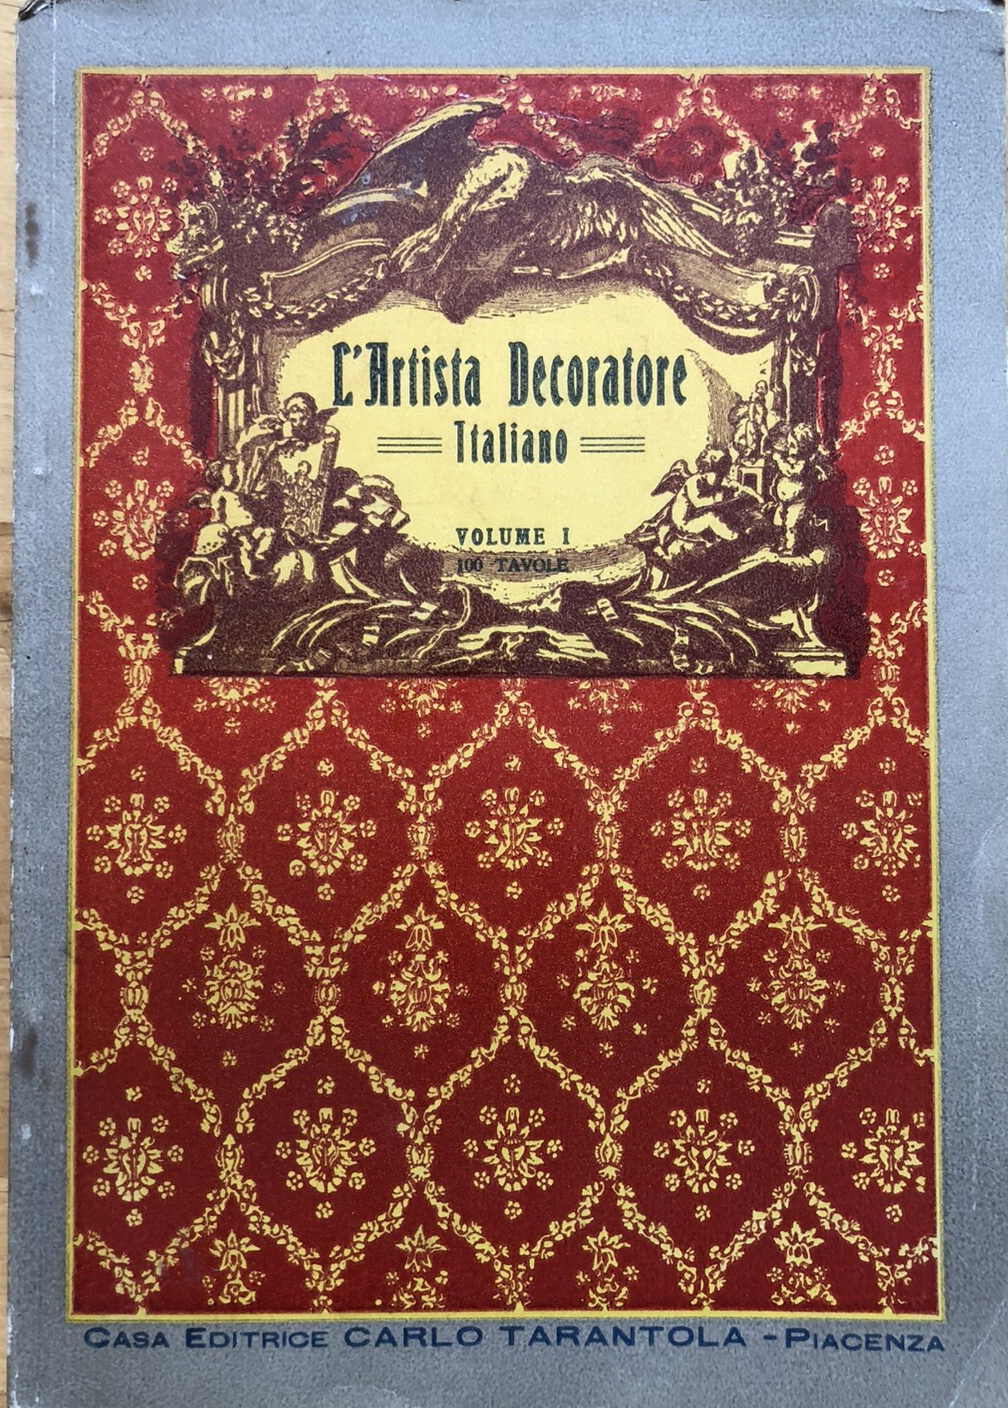 L'Artista Decoratore
Italiano
VOLUME I
100 TAVOLE
CASA EDITRICE CARLO TARANTOLA - PIACENZA